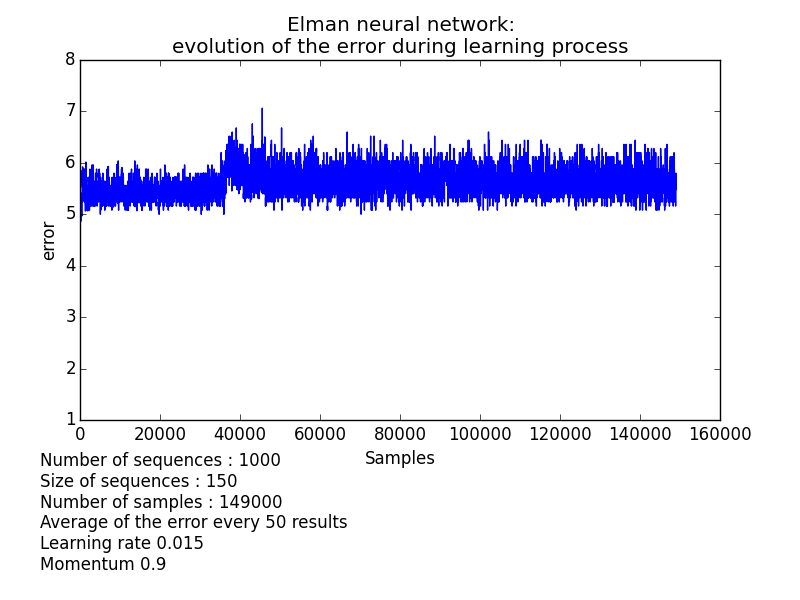 Elman neural network:
evolution of the error during learning process
8
7
6
5
4
3
2
1
error
0 20000 40000 60000 80000 100000 120000 140000 160000
Samples
Number of sequences : 1000
Size of sequences : 150
Number of samples : 149000
Average of the error every 50 results
Learning rate 0.015
Momentum 0.9